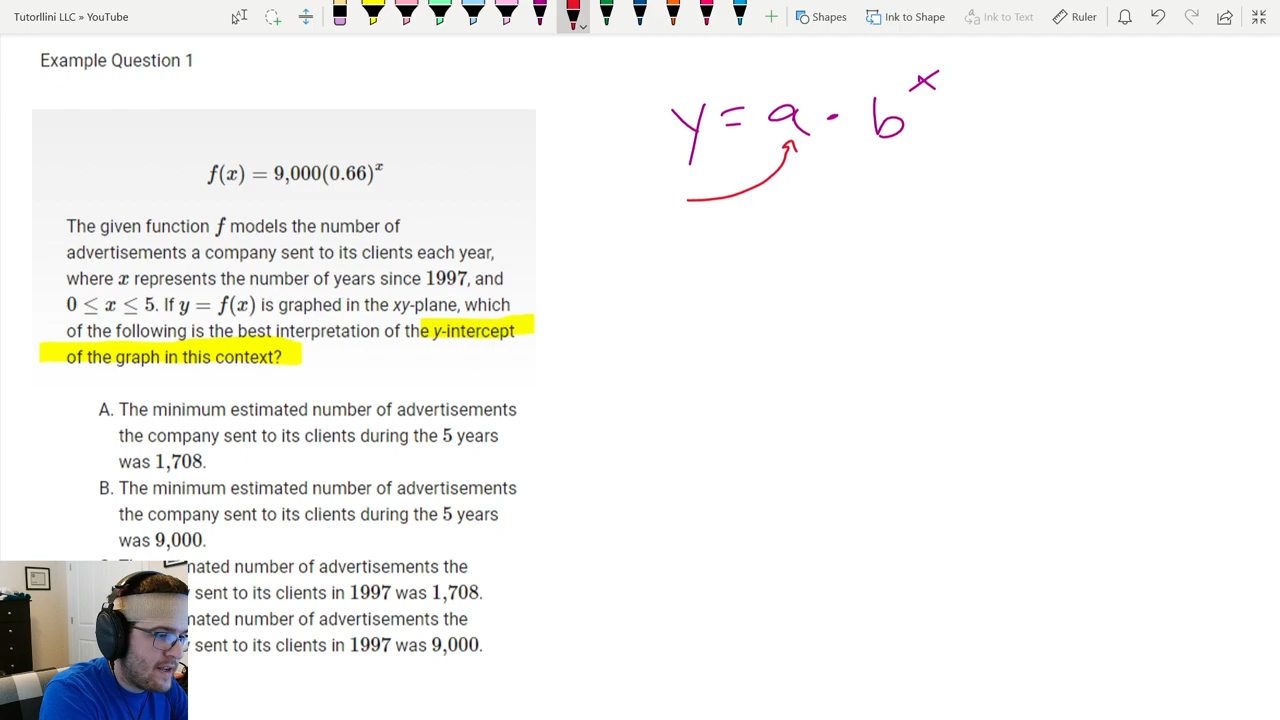 Tutorllini LLC » YouTube
Shapes
Ink to Shape
Ink to Text
Ruler
Example Question 1
y = a · b^x
f(x) = 9,000(0.66)^x
The given function f models the number of
advertisements a company sent to its clients each year,
where x represents the number of years since 1997, and
0 ≤ x ≤ 5. If y = f(x) is graphed in the xy-plane, which
of the following is the best interpretation of the y-intercept
of the graph in this context?
A. The minimum estimated number of advertisements
the company sent to its clients during the 5 years
was 1,708.
B. The minimum estimated number of advertisements
the company sent to its clients during the 5 years
was 9,000.
number of advertisements the
sent to its clients in 1997 was 1,708.
number of advertisements the
sent to its clients in 1997 was 9,000.